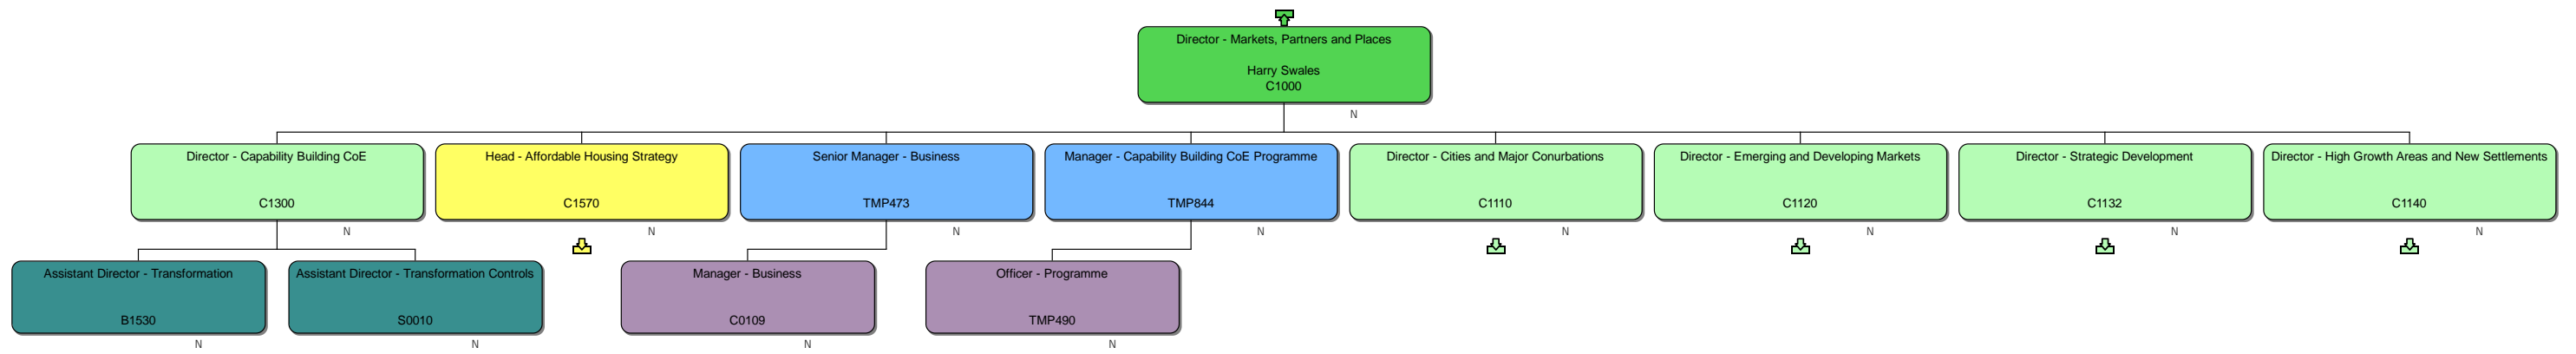 Director - Markets, Partners and Places
Harry Swales
C1000
N
Director - Capability Building CoE
C1300
N
Head - Affordable Housing Strategy
C1570
N
Senior Manager - Business
TMP473
N
Manager - Capability Building CoE Programme
TMP844
N
Director - Cities and Major Conurbations
C1110
N
Director - Emerging and Developing Markets
C1120
N
Director - Strategic Development
C1132
N
Director - High Growth Areas and New Settlements
C1140
N
Assistant Director - Transformation
B1530
N
Assistant Director - Transformation Controls
S0010
N
Manager - Business
C0109
N
Officer - Programme
TMP490
N